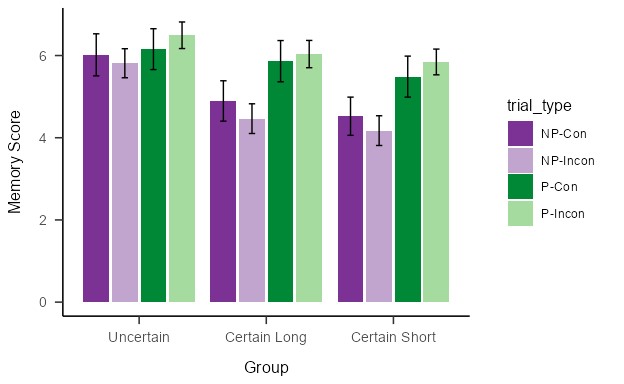 6
4
2
0
Memory Score
Uncertain
Certain Long
Certain Short
Group
trial_type
NP-Con
NP-Incon
P-Con
P-Incon